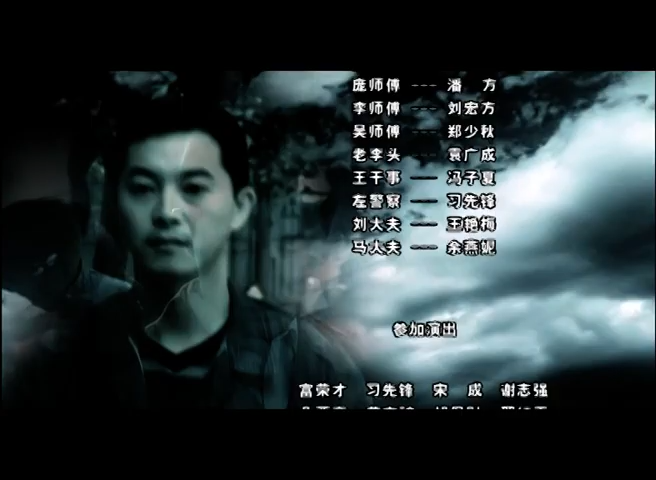 庞师傅 --- 潘 方
李师傅 --- 刘宏方
吴师傅 --- 郑少秋
老李头 --- 袁广成
王干事 --- 冯子夏
左警察 --- 习先锋
刘大夫 --- 王艳梅
马大夫 --- 余燕妮
参加演出
富荣才 习先锋 宋 成 谢志强